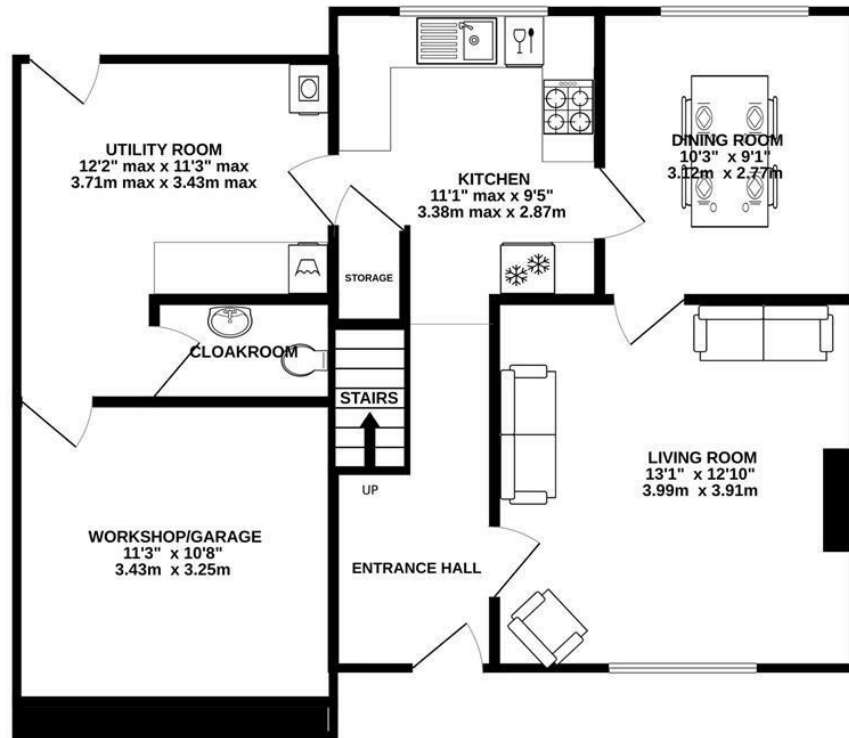 UTILITY ROOM
12'2" max x 11'3" max
3.71m max x 3.43m max
KITCHEN
11'1" max x 9'5"
3.38m max x 2.87m
DINING ROOM
10'3" x 9'1"
3.12m x 2.77m
STORAGE
CLOAKROOM
STAIRS
UP
LIVING ROOM
13'1" x 12'10"
3.99m x 3.91m
WORKSHOP/GARAGE
11'3" x 10'8"
3.43m x 3.25m
ENTRANCE HALL